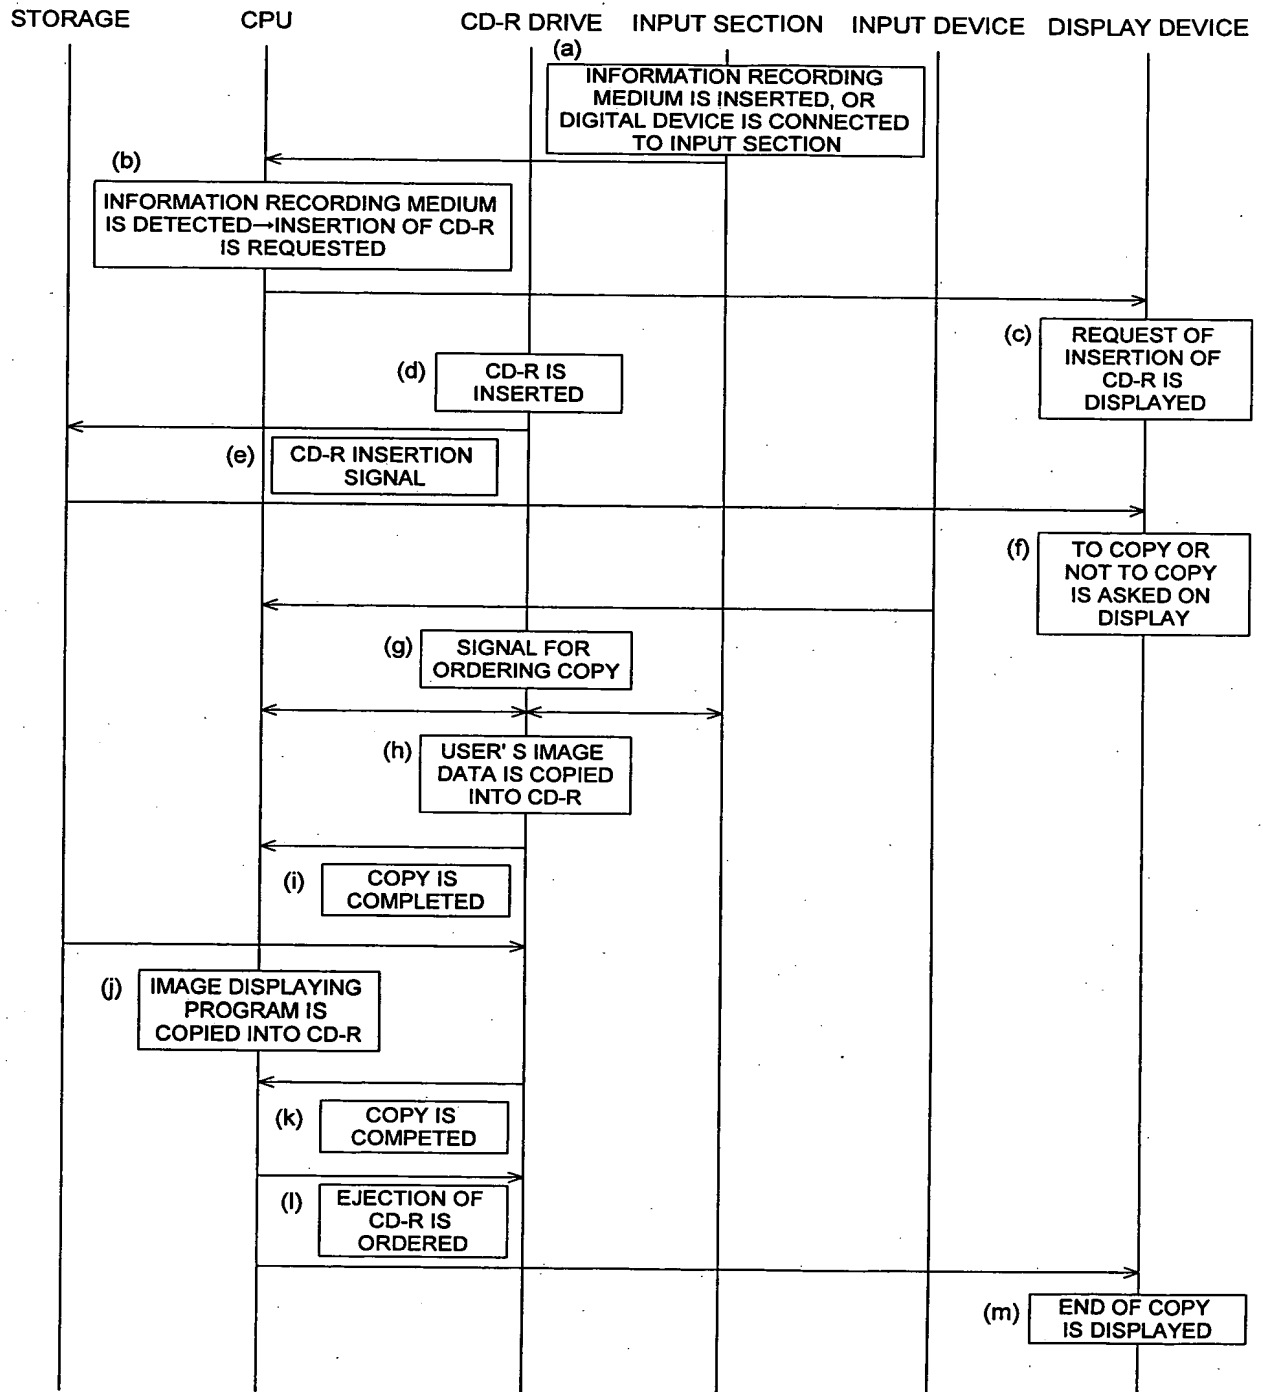 STORAGE CPU CD-R DRIVE INPUT SECTION INPUT DEVICE DISPLAY DEVICE
(a)
INFORMATION RECORDING
MEDIUM IS INSERTED, OR
DIGITAL DEVICE IS CONNECTED
TO INPUT SECTION
(b)
INFORMATION RECORDING MEDIUM
IS DETECTED→INSERTION OF CD-R
IS REQUESTED
(c)
REQUEST OF
INSERTION OF
CD-R IS
DISPLAYED
(d)
CD-R IS
INSERTED
(e)
CD-R INSERTION
SIGNAL
(f)
TO COPY OR
NOT TO COPY
IS ASKED ON
DISPLAY
(g)
SIGNAL FOR
ORDERING COPY
(h)
USER' S IMAGE
DATA IS COPIED
INTO CD-R
(i)
COPY IS
COMPLETED
(j)
IMAGE DISPLAYING
PROGRAM IS
COPIED INTO CD-R
(k)
COPY IS
COMPETED
(l)
EJECTION OF
CD-R IS
ORDERED
(m)
END OF COPY
IS DISPLAYED